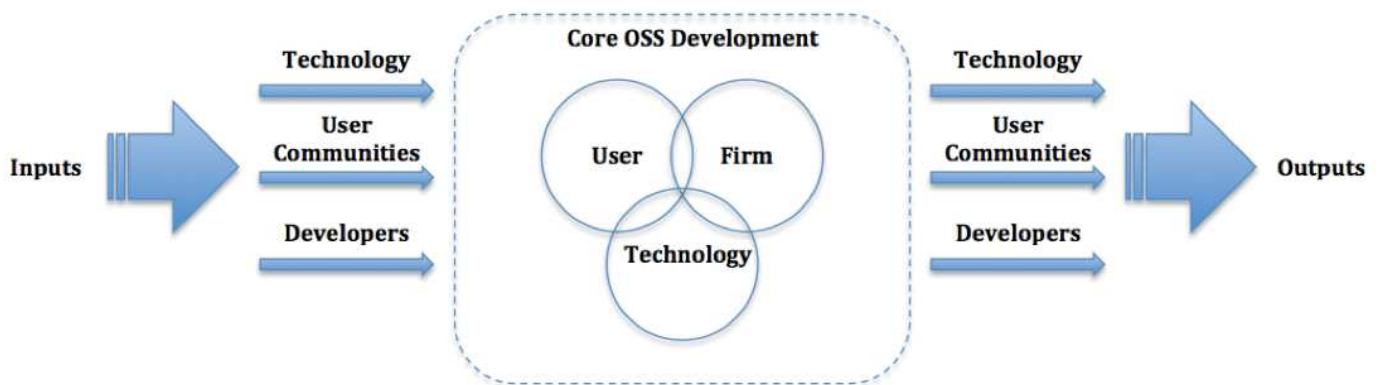 Core OSS Development
Inputs
Technology
User
Communities
Developers
User
Firm
Technology
Technology
User
Communities
Developers
Outputs